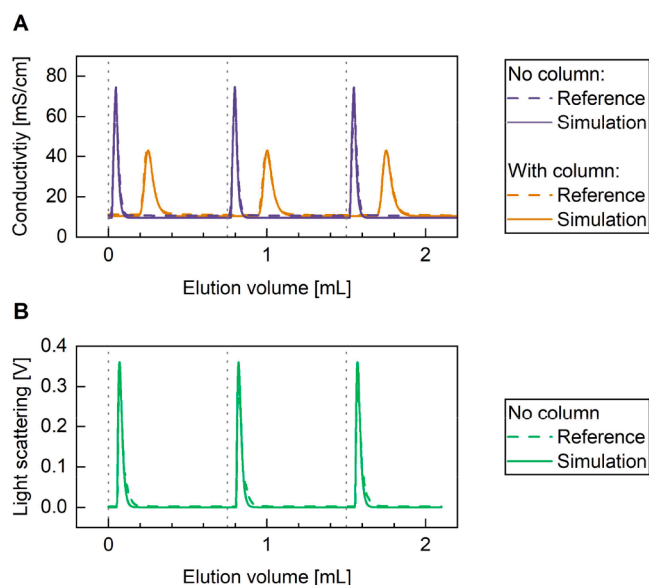 A
Conductivtiy [mS/cm]
80
60
40
20
0
0
1
2
Elution volume [mL]
No column:
Reference
Simulation
With column:
Reference
Simulation
B
Light scattering [V]
0.4
0.3
0.2
0.1
0.0
0
1
2
Elution volume [mL]
No column
Reference
Simulation